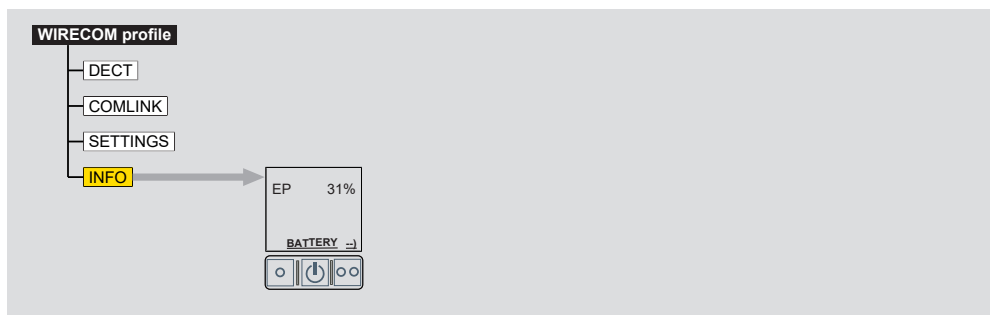 WIRECOM profile
DECT
COMLINK
SETTINGS
INFO
EP 31%
BATTERY --)